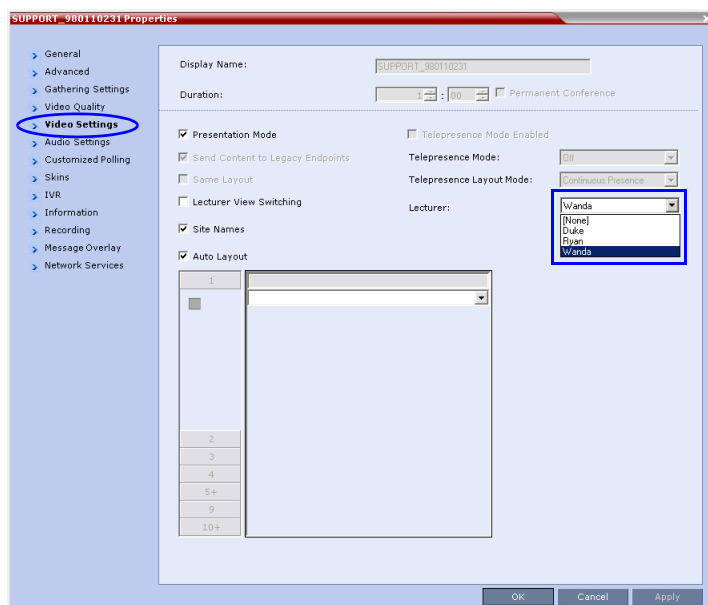 SUPPORT_980110231 Properties
General
Advanced
Gathering Settings
Video Quality
Video Settings
Audio Settings
Customized Polling
Skins
IVR
Information
Recording
Message Overlay
Network Services
Display Name: SUPPORT_980110231
Duration: 1 : 00 Permanent Conference
Presentation Mode
Telepresence Mode Enabled
Send Content to Legacy Endpoints
Telepresence Mode: Off
Same Layout
Telepresence Layout Mode: Continuous Presence
Lecturer View Switching
Lecturer: Wanda
[None]
Duke
Ryan
Wanda
Site Names
Auto Layout
1
2
3
4
5+
9
10+
OK Cancel Apply